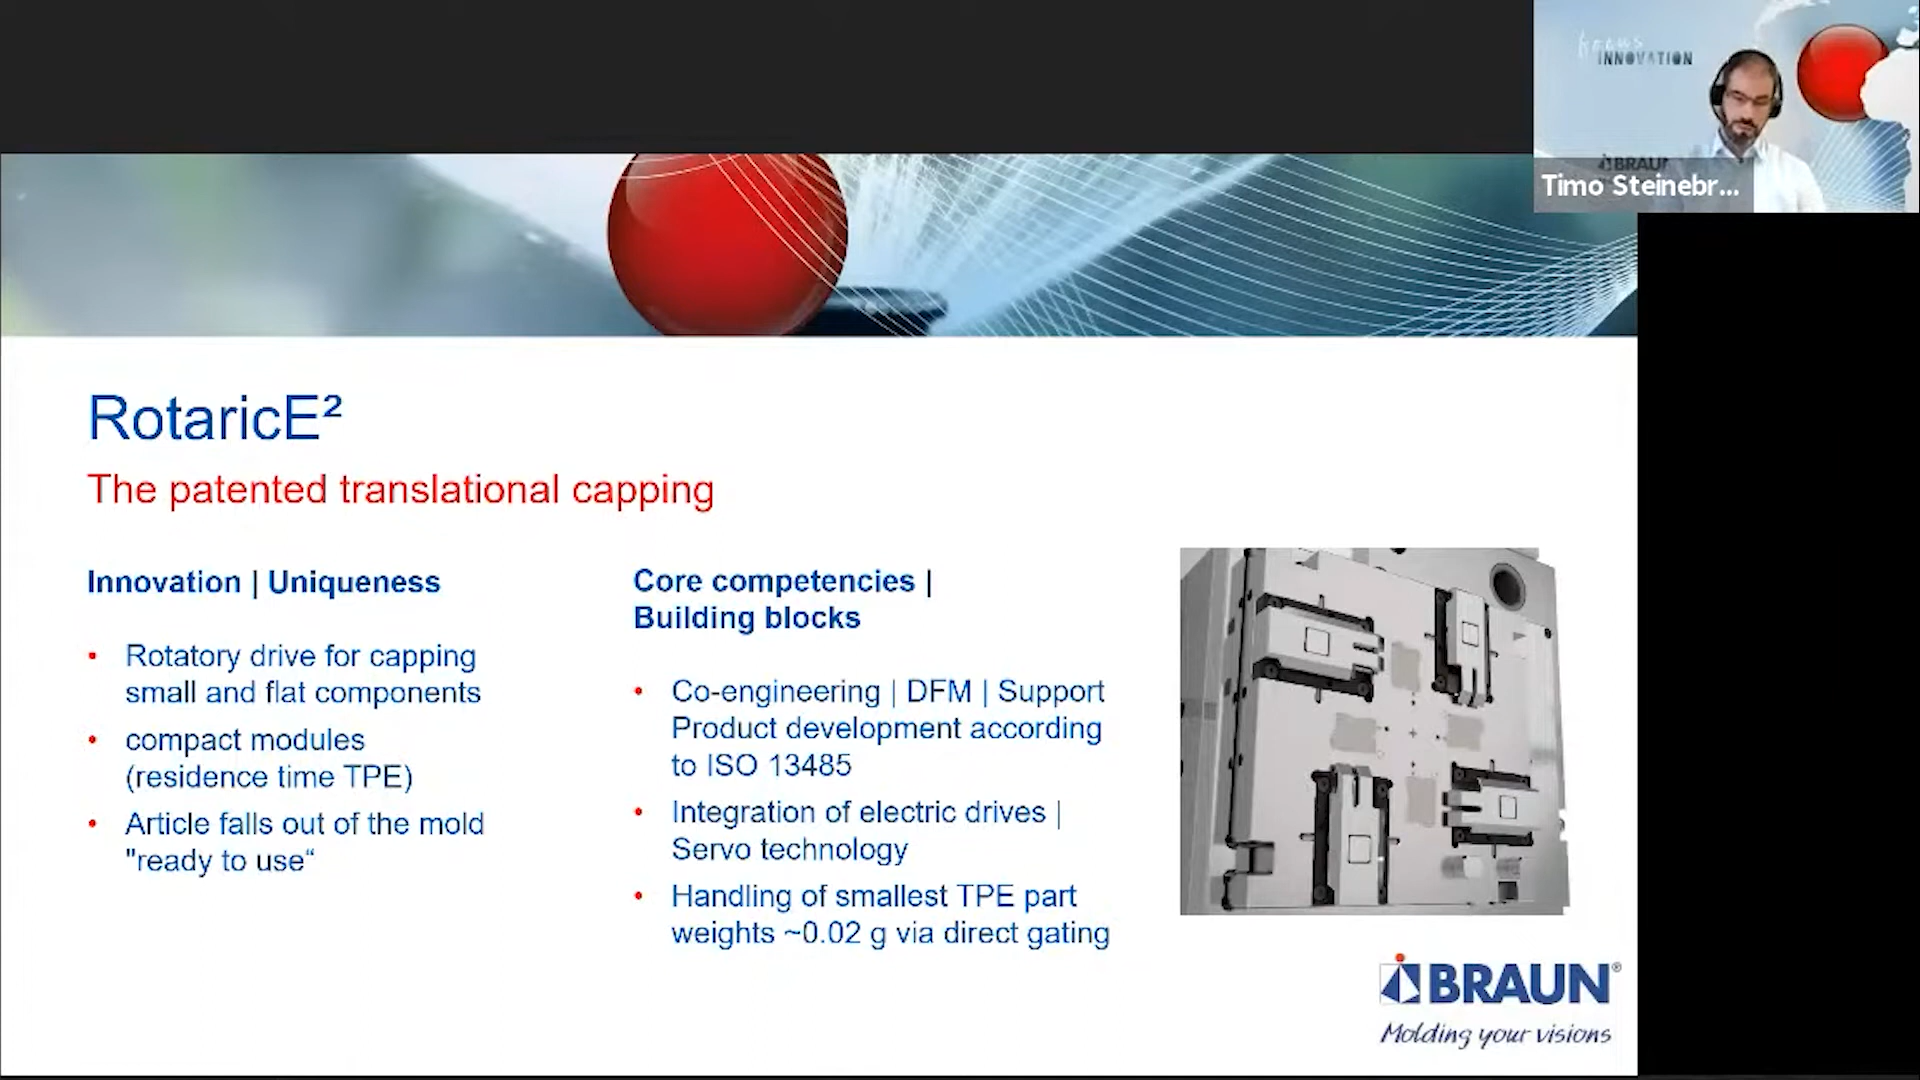 focus
INNOVATION
BRAUN
Timo Steinebr...
RotaricE²
The patented translational capping
Innovation | Uniqueness
• Rotatory drive for capping
small and flat components
• compact modules
(residence time TPE)
• Article falls out of the mold
"ready to use“
Core competencies |
Building blocks
• Co-engineering | DFM | Support
Product development according
to ISO 13485
• Integration of electric drives |
Servo technology
• Handling of smallest TPE part
weights ~0.02 g via direct gating
BRAUN®
Molding your visions